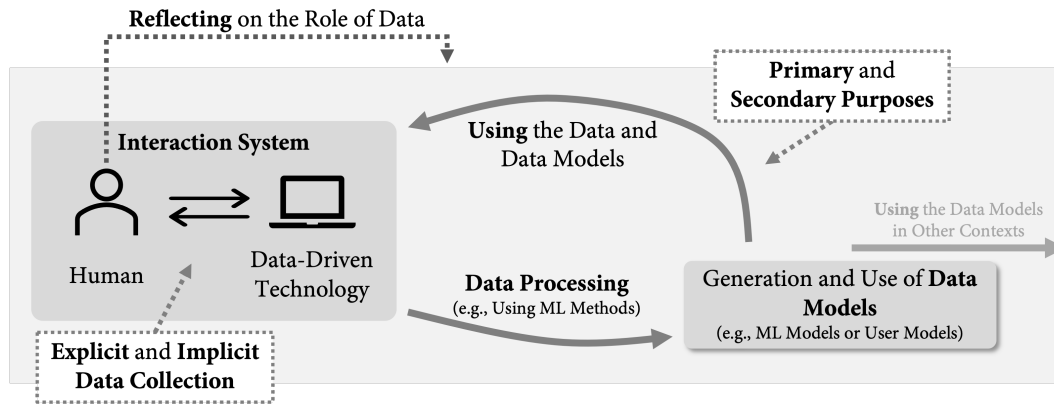 Reflecting on the Role of Data
Primary and
Secondary Purposes
Interaction System
Using the Data and
Data Models
Using the Data Models
in Other Contexts
Human
Data-Driven
Technology
Data Processing
(e.g., Using ML Methods)
Generation and Use of Data
Models
(e.g., ML Models or User Models)
Explicit and Implicit
Data Collection